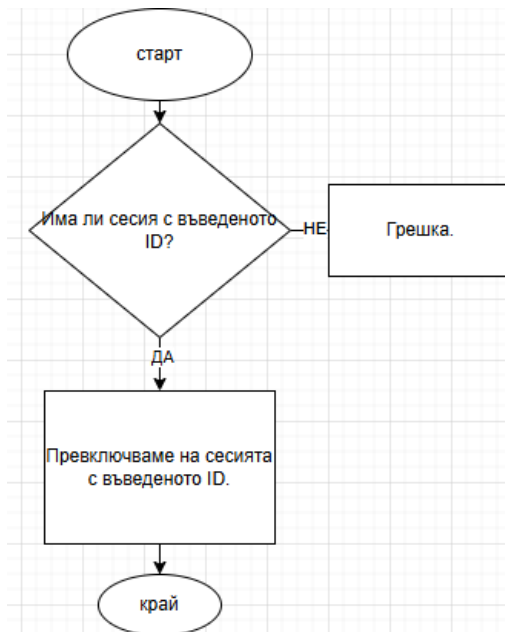 старт
Има ли сесия с въведеното
ID?
НЕ
Грешка.
ДА
Превключваме на сесията
с въведеното ID.
край